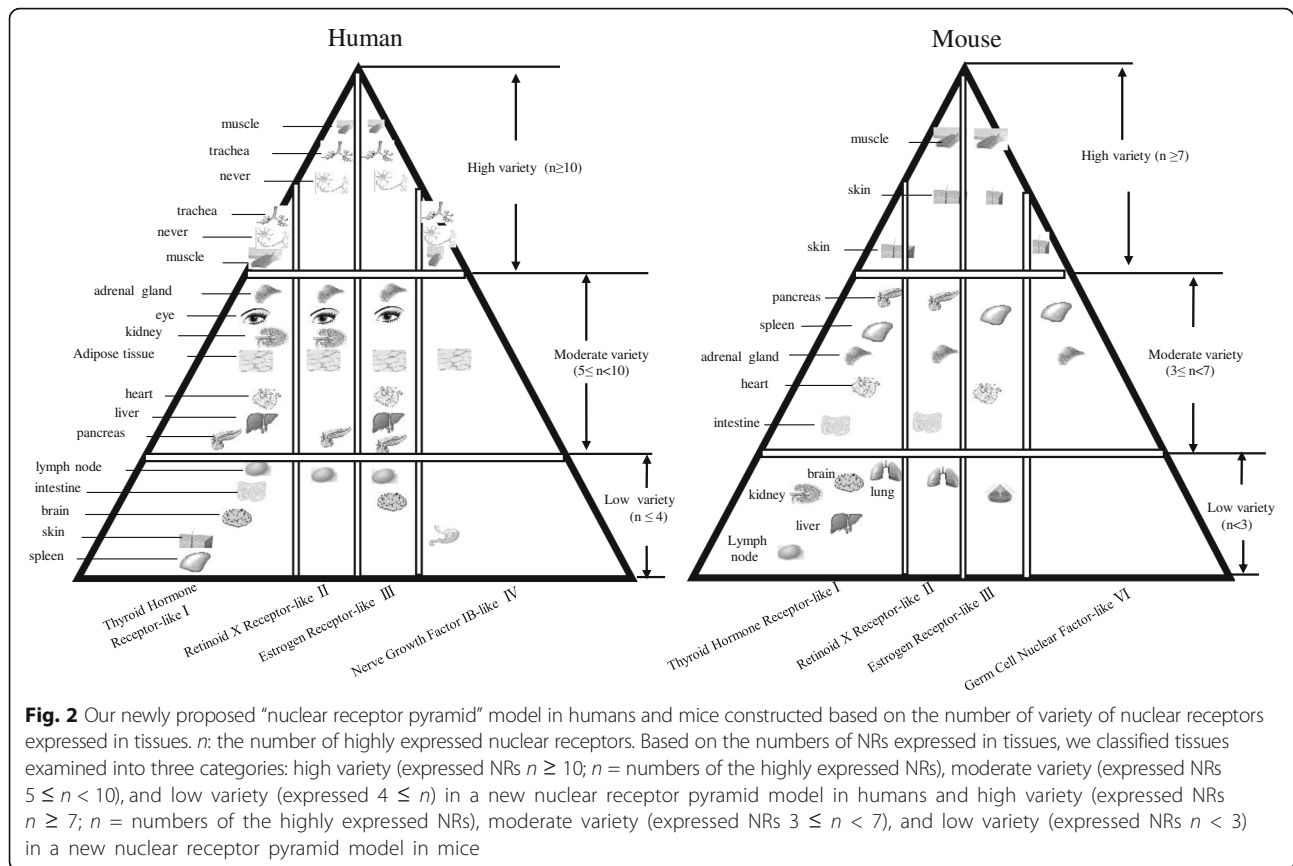 Human
muscle
trachea
never
trachea
never
muscle
adrenal gland
eye
kidney
Adipose tissue
heart
liver
pancreas
lymph node
intestine
brain
skin
spleen
High variety (n≥10)
Moderate variety
(5≤ n<10)
Low variety
(n ≤ 4)
Thyroid Hormone
Receptor-like I
Retinoid X Receptor-like II
Estrogen Receptor-like III
Nerve Growth Factor IB-like IV
Mouse
muscle
skin
skin
pancreas
spleen
adrenal gland
heart
intestine
brain
kidney
lung
liver
Lymph
node
High variety (n ≥7)
Moderate variety
(3≤ n<7)
Low variety
(n<3)
Thyroid Hormone Receptor-like I
Retinoid X Receptor-like II
Estrogen Receptor-like III
Germ Cell Nuclear Factor-like VI
Fig. 2 Our newly proposed “nuclear receptor pyramid” model in humans and mice constructed based on the number of variety of nuclear receptors
expressed in tissues. n: the number of highly expressed nuclear receptors. Based on the numbers of NRs expressed in tissues, we classified tissues
examined into three categories: high variety (expressed NRs n ≥ 10; n = numbers of the highly expressed NRs), moderate variety (expressed NRs
5 ≤ n < 10), and low variety (expressed 4 ≤ n) in a new nuclear receptor pyramid model in humans and high variety (expressed NRs
n ≥ 7; n = numbers of the highly expressed NRs), moderate variety (expressed NRs 3 ≤ n < 7), and low variety (expressed NRs n < 3)
in a new nuclear receptor pyramid model in mice